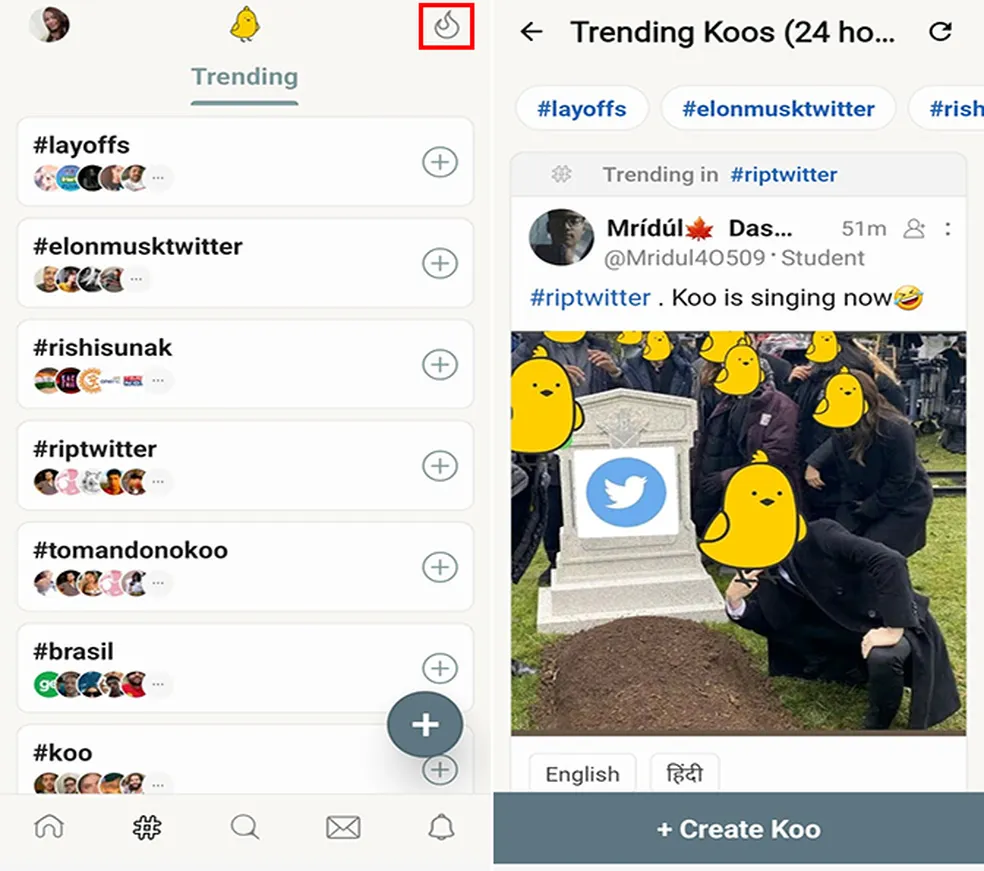 Trending
#layoffs
#elonmusktwitter
#rishisunak
#riptwitter
#tomandonokoo
#brasil
#koo
Trending Koos (24 ho...
#layoffs #elonmusktwitter #rish
Trending in #riptwitter
Mrídúl🍁 Das... 51m
@Mridul4O509 · Student
#riptwitter . Koo is singing now🤣
English हिंदी
+ Create Koo